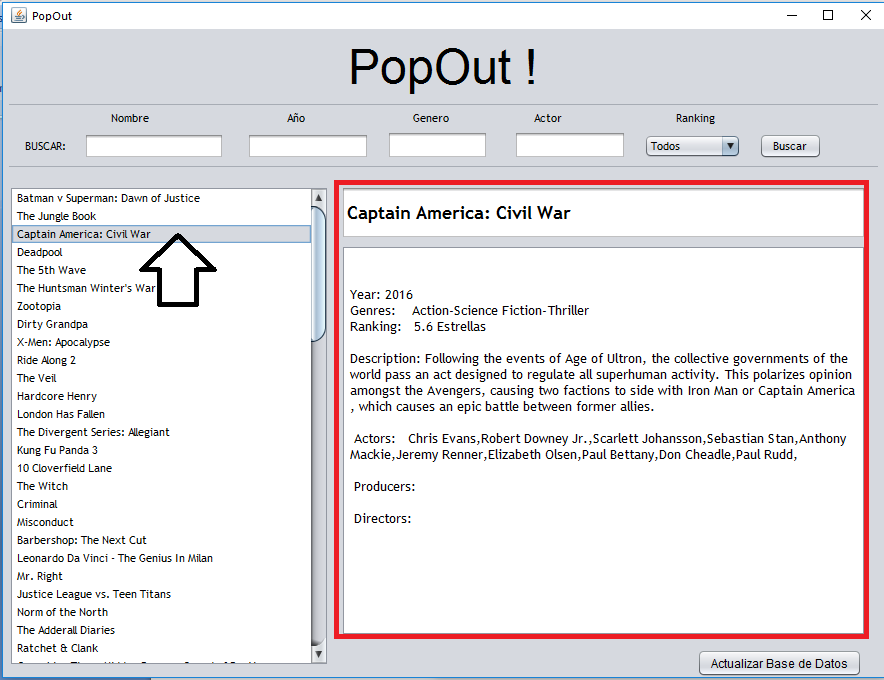 PopOut
PopOut !
Nombre Año Genero Actor Ranking
BUSCAR: Todos Buscar
Batman v Superman: Dawn of Justice
The Jungle Book
Captain America: Civil War
Deadpool
The 5th Wave
The Huntsman Winter's War
Zootopia
Dirty Grandpa
X-Men: Apocalypse
Ride Along 2
The Veil
Hardcore Henry
London Has Fallen
The Divergent Series: Allegiant
Kung Fu Panda 3
10 Cloverfield Lane
The Witch
Criminal
Misconduct
Barbershop: The Next Cut
Leonardo Da Vinci - The Genius In Milan
Mr. Right
Justice League vs. Teen Titans
Norm of the North
The Adderall Diaries
Ratchet & Clank
Captain America: Civil War
Year: 2016
Genres: Action-Science Fiction-Thriller
Ranking: 5.6 Estrellas
Description: Following the events of Age of Ultron, the collective governments of the
world pass an act designed to regulate all superhuman activity. This polarizes opinion
amongst the Avengers, causing two factions to side with Iron Man or Captain America
, which causes an epic battle between former allies.
Actors: Chris Evans,Robert Downey Jr.,Scarlett Johansson,Sebastian Stan,Anthony
Mackie,Jeremy Renner,Elizabeth Olsen,Paul Bettany,Don Cheadle,Paul Rudd,
Producers:
Directors:
Actualizar Base de Datos